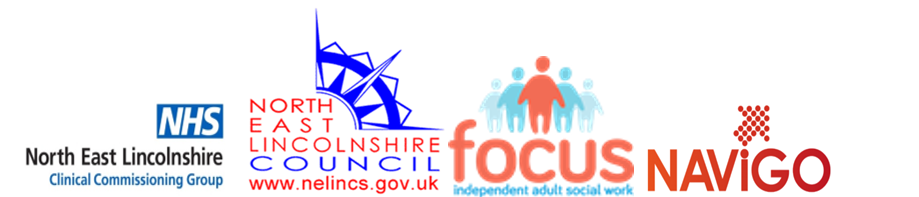 NHS
North East Lincolnshire
Clinical Commissioning Group
NORTH
EAST
LINCOLNSHIRE
COUNCIL
www.nelincs.gov.uk
focus
independent adult social work
NAViGO